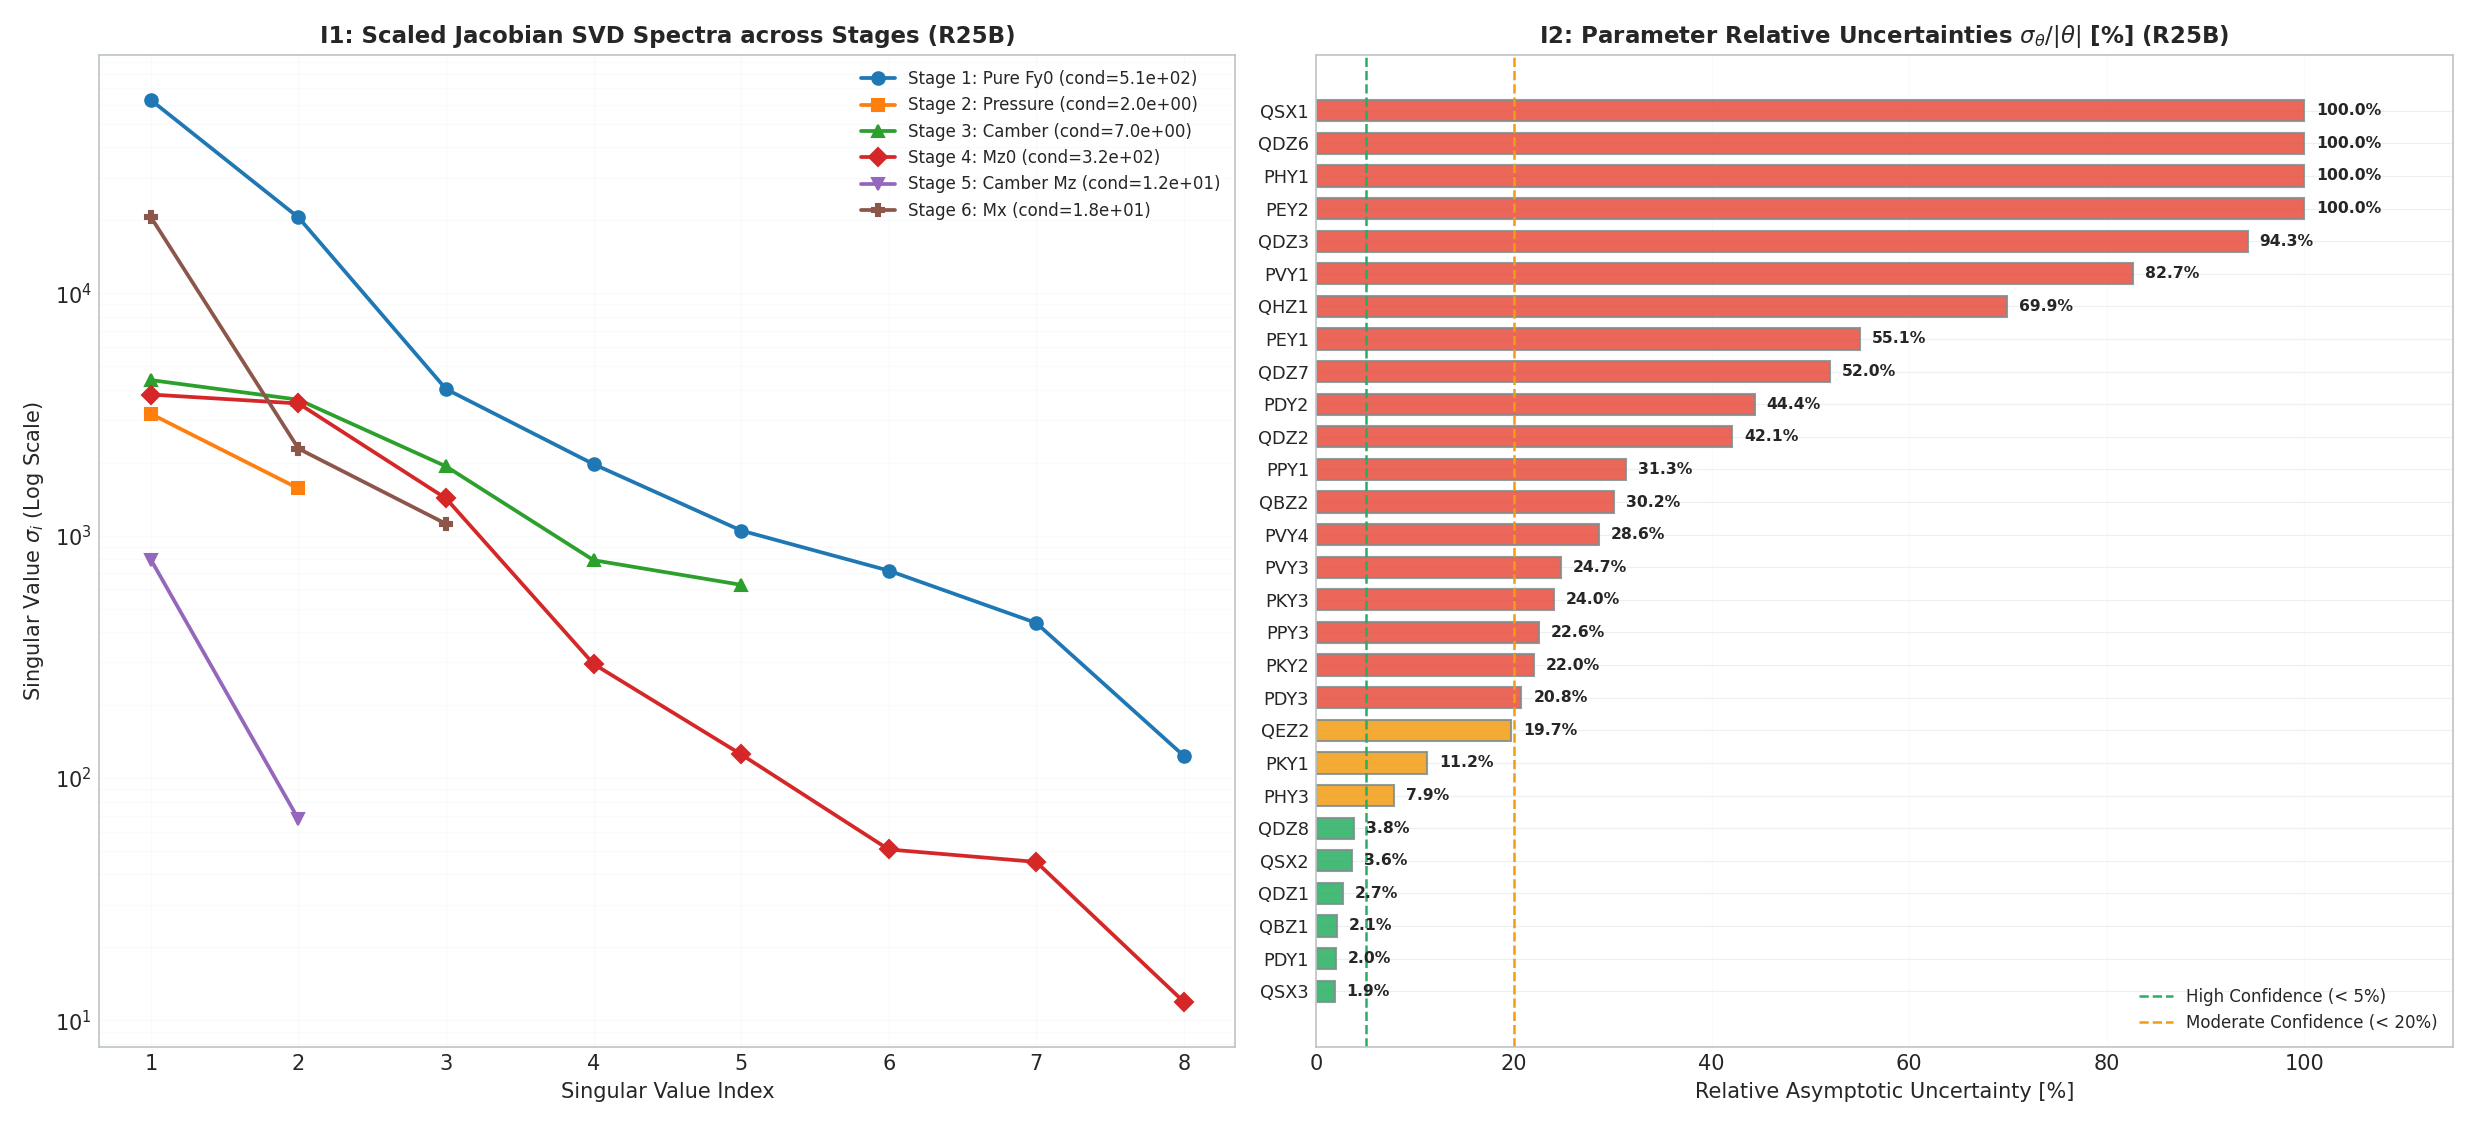 I1: Scaled Jacobian SVD Spectra across Stages (R25B)
Stage 1: Pure Fy0 (cond=5.1e+02)
Stage 2: Pressure (cond=2.0e+00)
Stage 3: Camber (cond=7.0e+00)
Stage 4: Mz0 (cond=3.2e+02)
Stage 5: Camber Mz (cond=1.2e+01)
Stage 6: Mx (cond=1.8e+01)
Singular Value σᵢ (Log Scale)
10⁴
10³
10²
10¹
1 2 3 4 5 6 7 8
Singular Value Index
I2: Parameter Relative Uncertainties σ_θ/|θ| [%] (R25B)
QSX1 100.0%
QDZ6 100.0%
PHY1 100.0%
PEY2 100.0%
QDZ3 94.3%
PVY1 82.7%
QHZ1 69.9%
PEY1 55.1%
QDZ7 52.0%
PDY2 44.4%
QDZ2 42.1%
PPY1 31.3%
QBZ2 30.2%
PVY4 28.6%
PVY3 24.7%
PKY3 24.0%
PPY3 22.6%
PKY2 22.0%
PDY3 20.8%
QEZ2 19.7%
PKY1 11.2%
PHY3 7.9%
QDZ8 3.8%
QSX2 3.6%
QDZ1 2.7%
QBZ1 2.1%
PDY1 2.0%
QSX3 1.9%
High Confidence (< 5%)
Moderate Confidence (< 20%)
0 20 40 60 80 100
Relative Asymptotic Uncertainty [%]